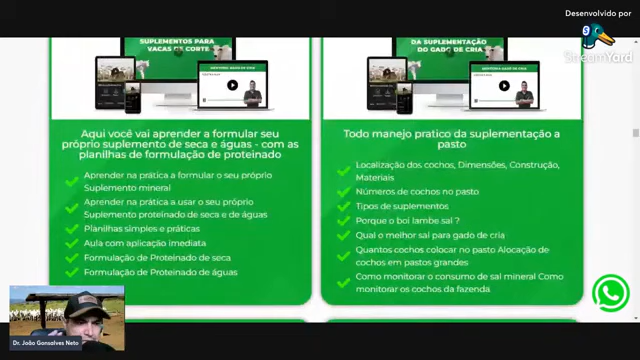 Desenvolvido por
StreamYard
SUPLEMENTOS PARA
VACAS DE CORTE
DA SUPLEMENTAÇÃO
DO GADO DE CRIA
Aqui você vai aprender a formular seu
próprio suplemento de seca e águas - com as
planilhas de formulação de proteinado
Aprender na prática a formular o seu próprio
Suplemento mineral
Aprender na prática a usar o seu próprio
Suplemento proteinado de seca e de águas
Planilhas simples e práticas
Aula com aplicação imediata
Formulação de Proteinado de seca
Formulação de Proteinado de águas
Todo manejo pratico da suplementação a
pasto
Localização dos cochos, Dimensões, Construção,
Materiais
Números de cochos no pasto
Tipos de suplementos
Porque o boi lambe sal ?
Qual o melhor sal para gado de cria
Quantos cochos colocar no pasto Alocação de
cochos em pastos grandes
Como monitorar o consumo de sal mineral Como
monitorar os cochos da fazenda
Dr. João Gonsalves Neto